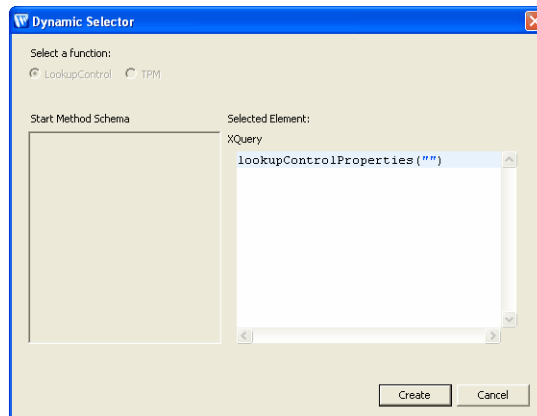 Dynamic Selector
Select a function:
LookupControl TPM
Start Method Schema
Selected Element:
XQuery
lookupControlProperties("")
Create Cancel